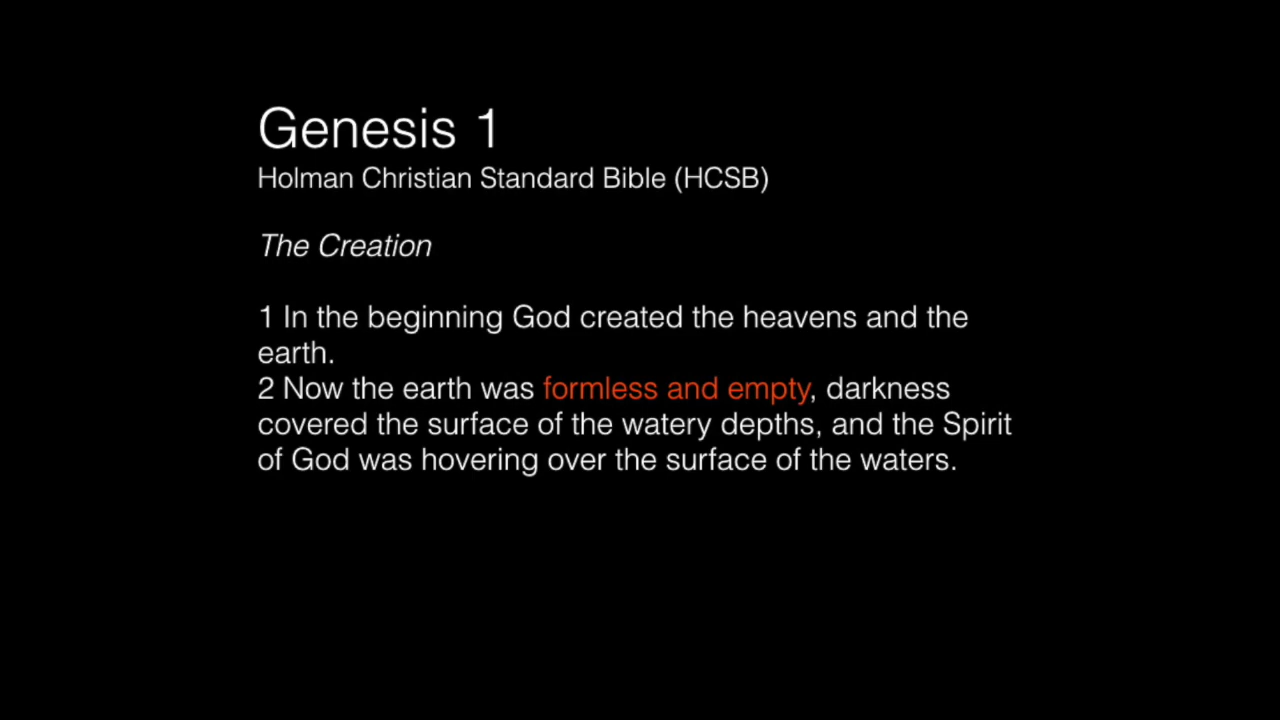 Genesis 1
Holman Christian Standard Bible (HCSB)
The Creation
1 In the beginning God created the heavens and the
earth.
2 Now the earth was formless and empty, darkness
covered the surface of the watery depths, and the Spirit
of God was hovering over the surface of the waters.